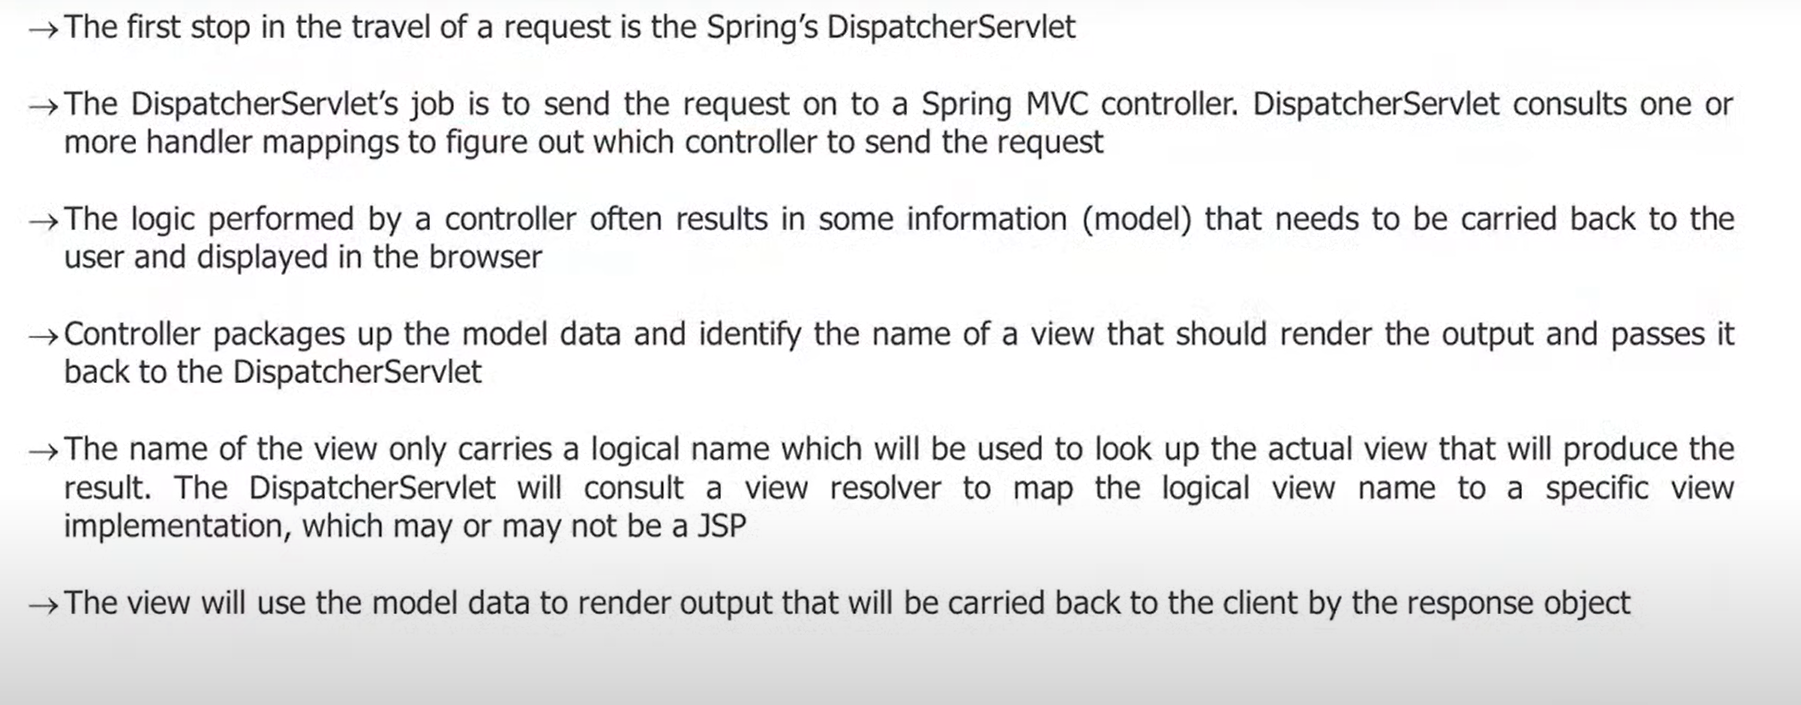 →The first stop in the travel of a request is the Spring’s DispatcherServlet
→The DispatcherServlet’s job is to send the request on to a Spring MVC controller. DispatcherServlet consults one or
more handler mappings to figure out which controller to send the request
→The logic performed by a controller often results in some information (model) that needs to be carried back to the
user and displayed in the browser
→Controller packages up the model data and identify the name of a view that should render the output and passes it
back to the DispatcherServlet
→The name of the view only carries a logical name which will be used to look up the actual view that will produce the
result. The DispatcherServlet will consult a view resolver to map the logical view name to a specific view
implementation, which may or may not be a JSP
→The view will use the model data to render output that will be carried back to the client by the response object